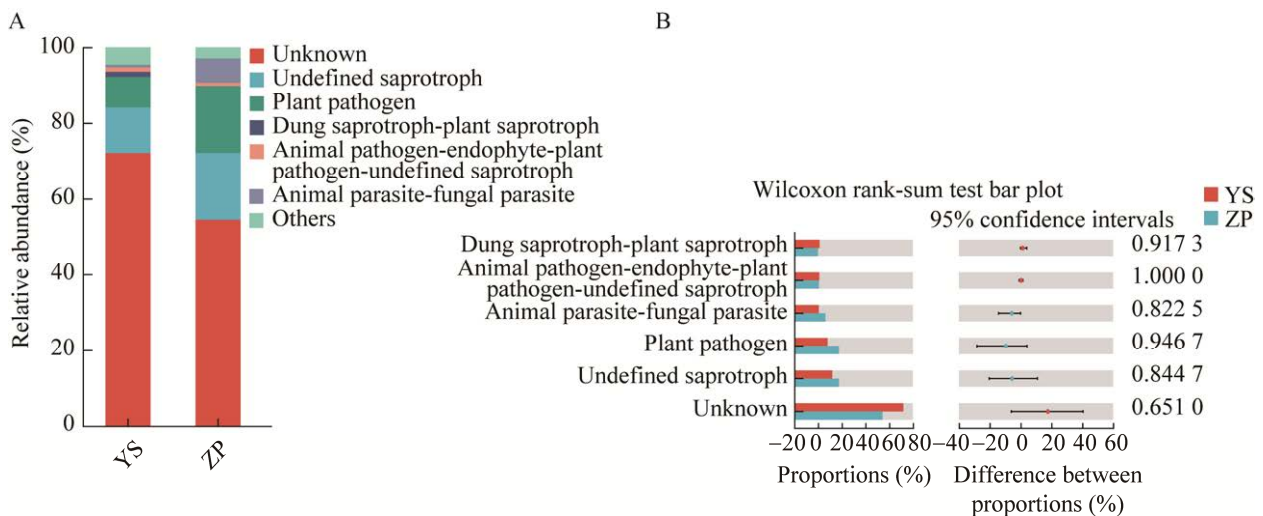 A
100
80
60
40
20
0
Relative abundance (%)
YS
ZP
Unknown
Undefined saprotroph
Plant pathogen
Dung saprotroph-plant saprotroph
Animal pathogen-endophyte-plant
pathogen-undefined saprotroph
Animal parasite-fungal parasite
Others
B
Wilcoxon rank-sum test bar plot
YS
ZP
95% confidence intervals
Dung saprotroph-plant saprotroph
0.917 3
Animal pathogen-endophyte-plant
pathogen-undefined saprotroph
1.000 0
Animal parasite-fungal parasite
0.822 5
Plant pathogen
0.946 7
Undefined saprotroph
0.844 7
Unknown
0.651 0
–20 0 20 40 60 80
–40 –20 0 20 40 60
Proportions (%)
Difference between
proportions (%)